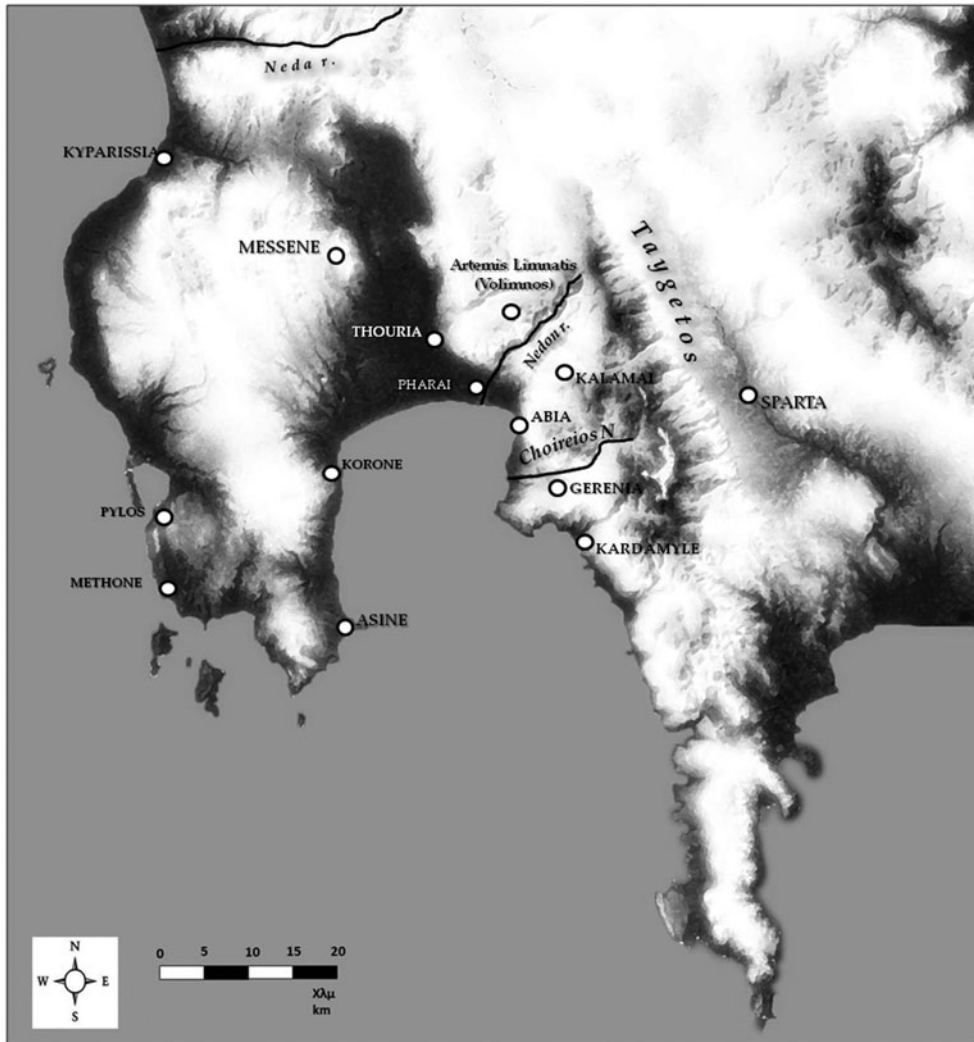 Neda r.
KYPARISSIA
MESSENE
Artemis Limnatis
(Volimnos)
Taygetos
THOURIA
Nedon r.
PHARAI
KALAMAI
SPARTA
ABIA
Choireios N
KORONE
GERENIA
PYLOS
KARDAMYLE
METHONE
ASINE
N
W E
S
0 5 10 15 20
Χλμ
km